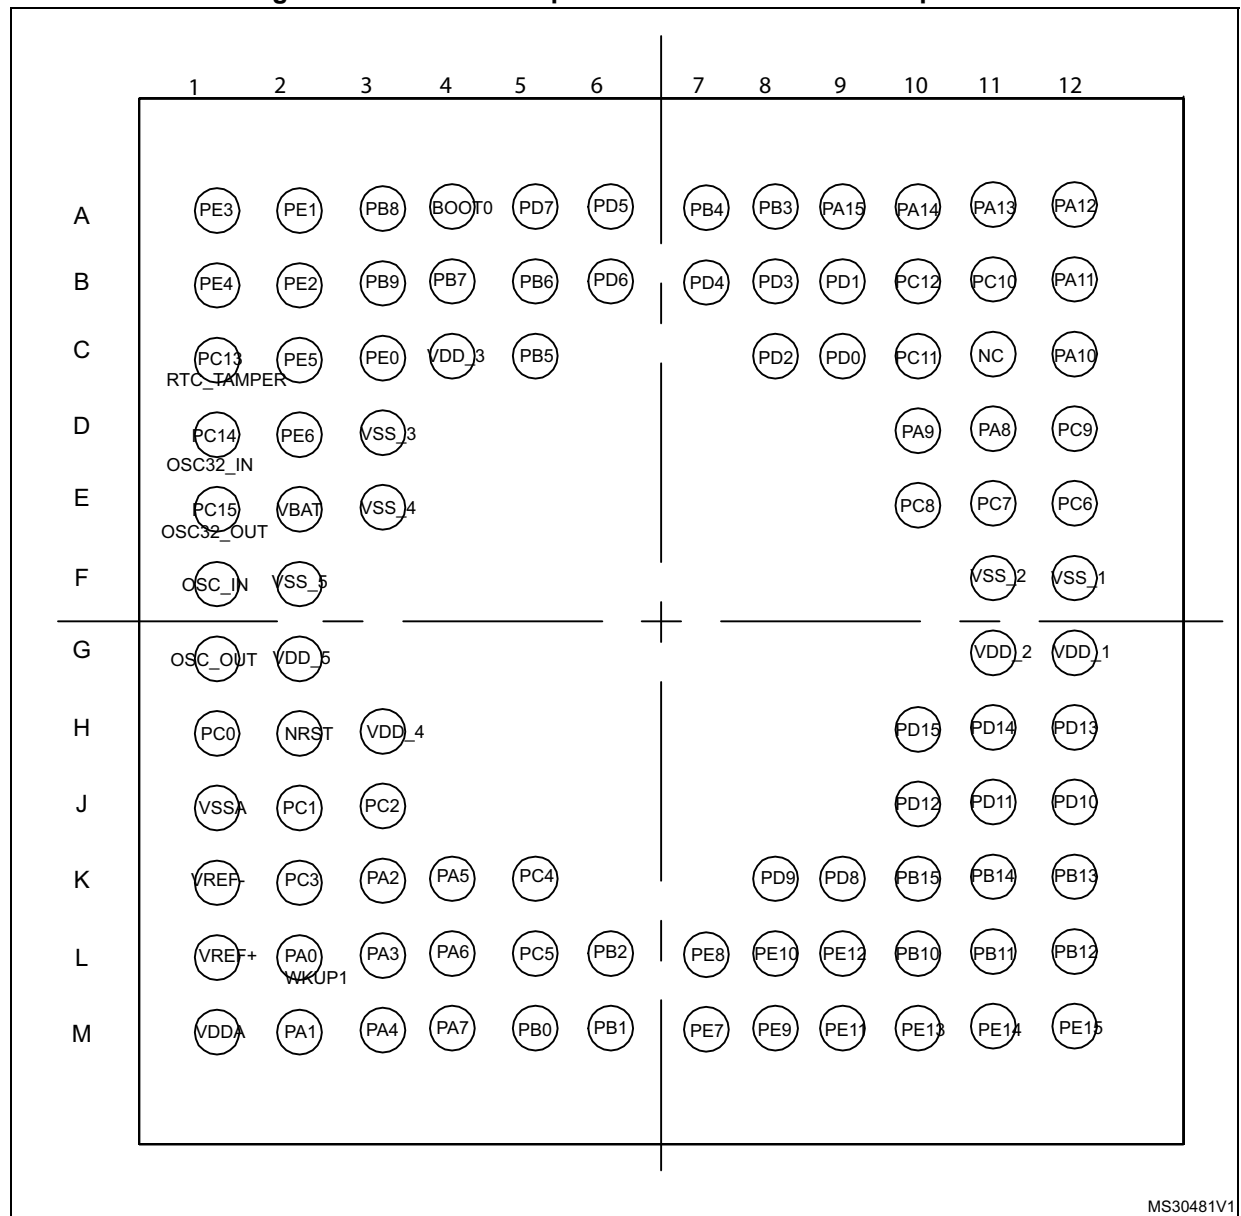 1 2 3 4 5 6 7 8 9 10 11 12
A PE3 PE1 PB8 BOOT0 PD7 PD5 PB4 PB3 PA15 PA14 PA13 PA12
B PE4 PE2 PB9 PB7 PB6 PD6 PD4 PD3 PD1 PC12 PC10 PA11
C PC13 PE5 PE0 VDD_3 PB5 PD2 PD0 PC11 NC PA10
RTC_TAMPER
D PC14 PE6 VSS_3 PA9 PA8 PC9
OSC32_IN
E PC15 VBAT VSS_4 PC8 PC7 PC6
OSC32_OUT
F OSC_IN VSS_5 VSS_2 VSS_1
G OSC_OUT VDD_5 VDD_2 VDD_1
H PC0 NRST VDD_4 PD15 PD14 PD13
J VSSA PC1 PC2 PD12 PD11 PD10
K VREF- PC3 PA2 PA5 PC4 PD9 PD8 PB15 PB14 PB13
L VREF+ PA0 PA3 PA6 PC5 PB2 PE8 PE10 PE12 PB10 PB11 PB12
WKUP1
M VDDA PA1 PA4 PA7 PB0 PB1 PE7 PE9 PE11 PE13 PE14 PE15
MS30481V1